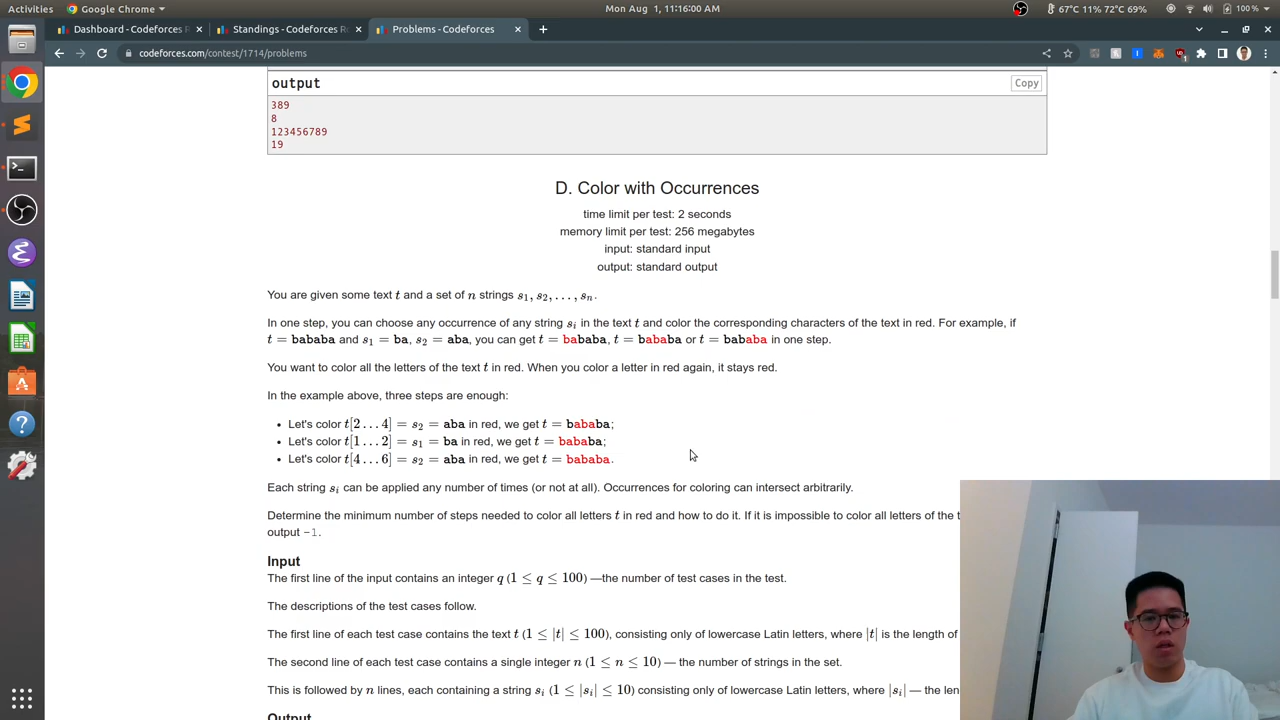 Activities
Google Chrome
Mon Aug 1, 11:16:00 AM
67°C 11% 72°C 69%
100 %
Dashboard - Codeforces
Standings - Codeforces R
Problems - Codeforces
codeforces.com/contest/1714/problems
output
Copy
389
8
123456789
19
D. Color with Occurrences
time limit per test: 2 seconds
memory limit per test: 256 megabytes
input: standard input
output: standard output
You are given some text t and a set of n strings s1, s2, …, sn.
In one step, you can choose any occurrence of any string si in the text t and color the corresponding characters of the text in red. For example, if
t = bababa and s1 = ba, s2 = aba, you can get t = bababa, t = bababa or t = bababa in one step.
You want to color all the letters of the text t in red. When you color a letter in red again, it stays red.
In the example above, three steps are enough:
• Let's color t[2…4] = s2 = aba in red, we get t = bababa;
• Let's color t[1…2] = s1 = ba in red, we get t = bababa;
• Let's color t[4…6] = s2 = aba in red, we get t = bababa.
Each string si can be applied any number of times (or not at all). Occurrences for coloring can intersect arbitrarily.
Determine the minimum number of steps needed to color all letters t in red and how to do it. If it is impossible to color all letters of the t
output -1.
Input
The first line of the input contains an integer q (1 ≤ q ≤ 100) —the number of test cases in the test.
The descriptions of the test cases follow.
The first line of each test case contains the text t (1 ≤ |t| ≤ 100), consisting only of lowercase Latin letters, where |t| is the length of
The second line of each test case contains a single integer n (1 ≤ n ≤ 10) — the number of strings in the set.
This is followed by n lines, each containing a string si (1 ≤ |si| ≤ 10) consisting only of lowercase Latin letters, where |si| — the len
Output